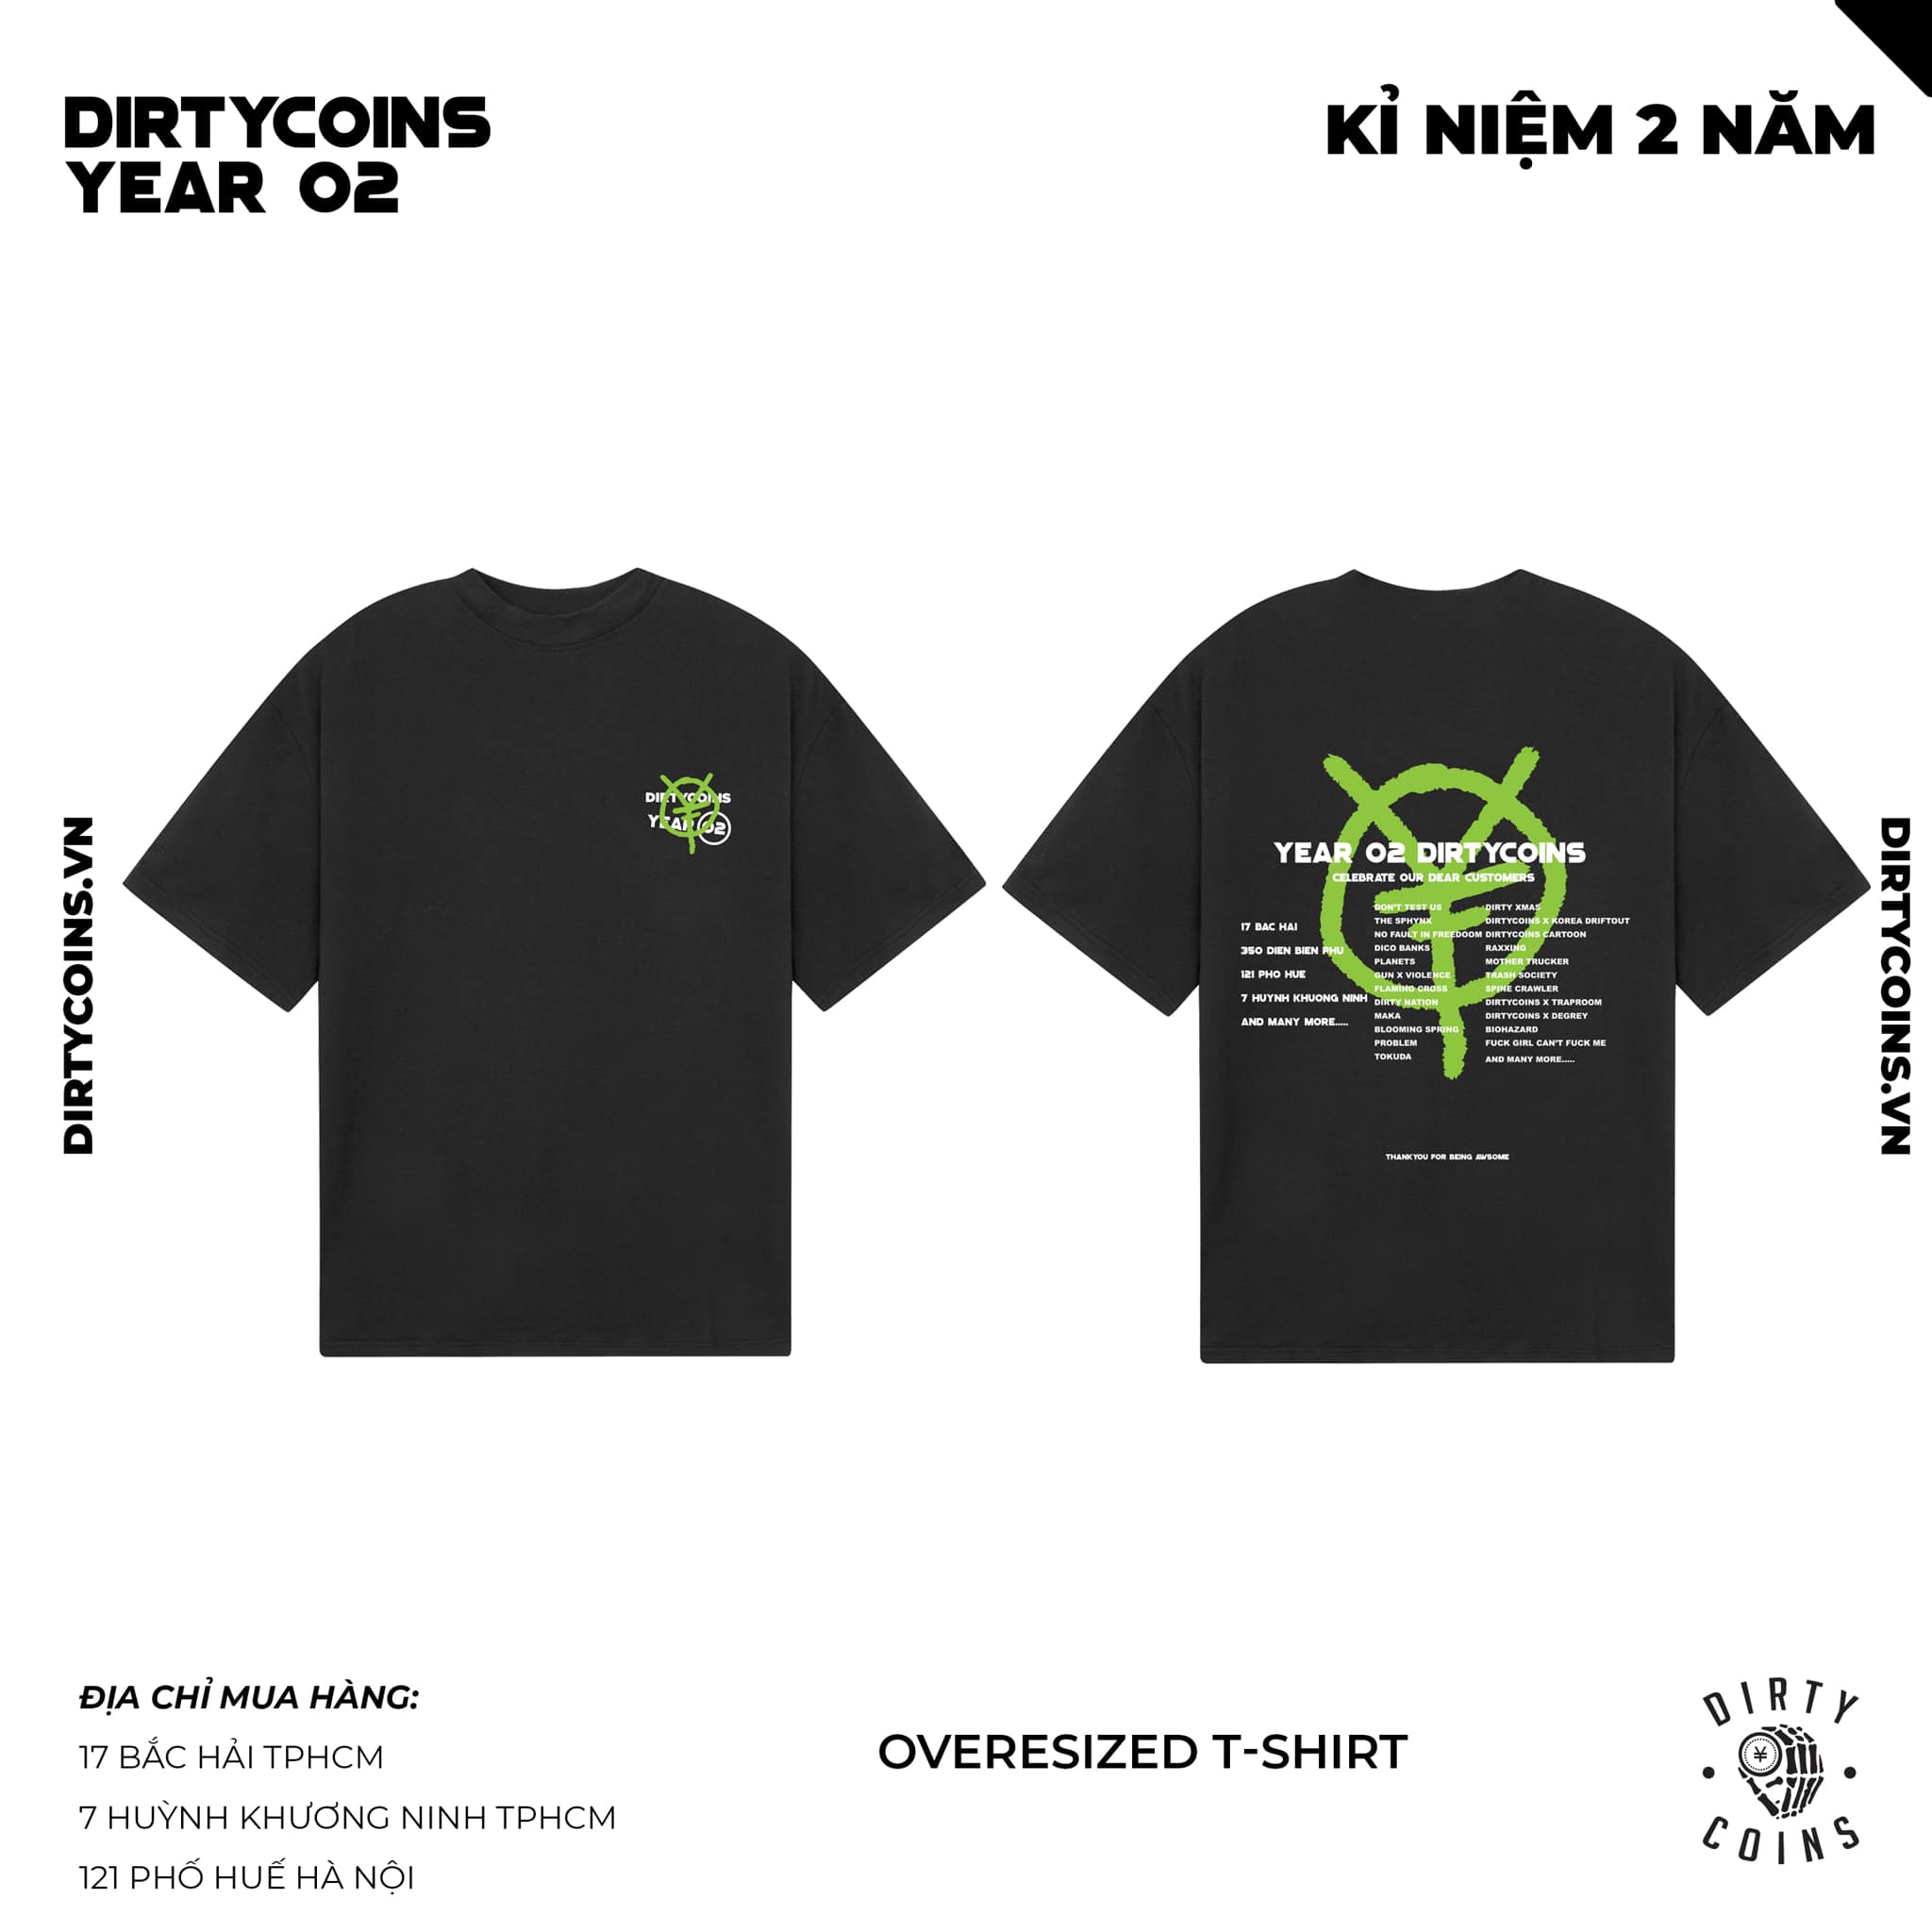 DIRTYCOINS
YEAR 02
KỈ NIỆM 2 NĂM
DIRTYCOINS.VN
DIRTYCOINS
YEAR 02
YEAR 02 DIRTYCOINS
CELEBRATE OUR DEAR CUSTOMERS
17 BAC HAI
350 DIEN BIEN PHU
121 PHO HUE
7 HUYNH KHUONG NINH
AND MANY MORE.....
DON'T TEST US
THE SPHYNX
NO FAULT IN FREEDOOM
DICO BANKS
PLANETS
GUN X VIOLENCE
FLAMING CROSS
DIRTY NATION
MAKA
BLOOMING SPRING
PROBLEM
TOKUDA
DIRTY XMAS
DIRTYCOINS X KOREA DRIFTOUT
DIRTYCOINS CARTOON
RAXXING
MOTHER TRUCKER
TRASH SOCIETY
SPINE CRAWLER
DIRTYCOINS X TRAPROOM
DIRTYCOINS X DEGREY
BIOHAZARD
FUCK GIRL CAN'T FUCK ME
AND MANY MORE.....
THANKYOU FOR BEING AWSOME
DIRTYCOINS.VN
ĐỊA CHỈ MUA HÀNG:
17 BẮC HẢI TPHCM
7 HUỲNH KHƯƠNG NINH TPHCM
121 PHỐ HUẾ HÀ NỘI
OVERESIZED T-SHIRT
DIRTY
¥
COINS